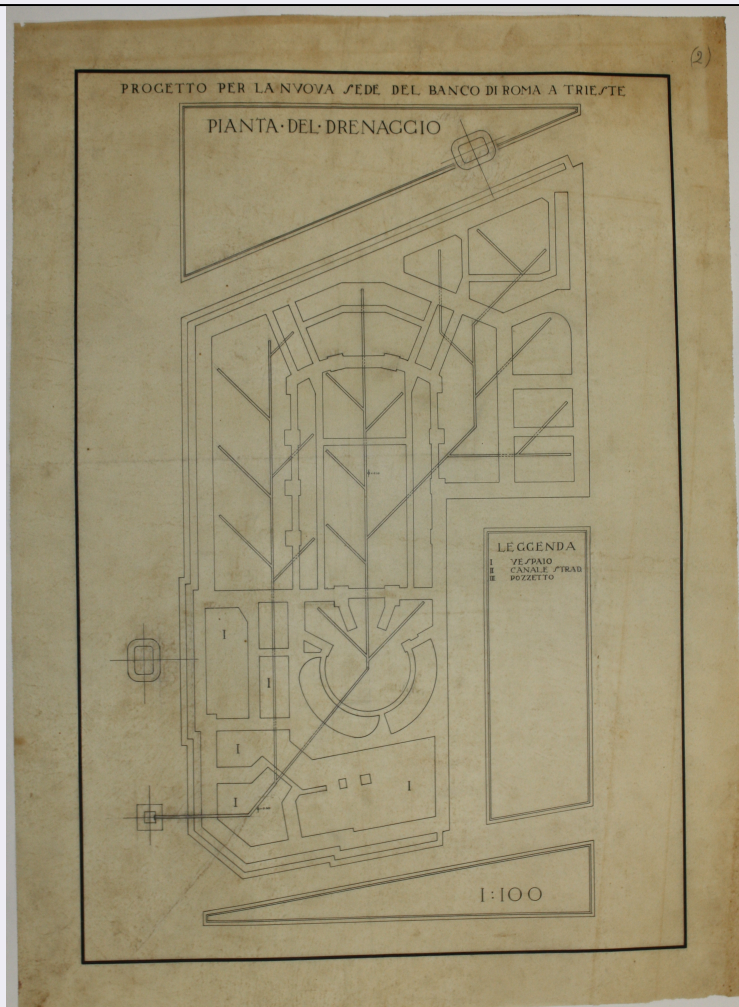 (2)
PROGETTO PER LA NVOVA SEDE DEL BANCO DI ROMA A TRIESTE
PIANTA·DEL·DRENAGGIO
LEGGENDA
I VESPAIO
II CANALE STRAD
III POZZETTO
I
I
I
I
I
1:100